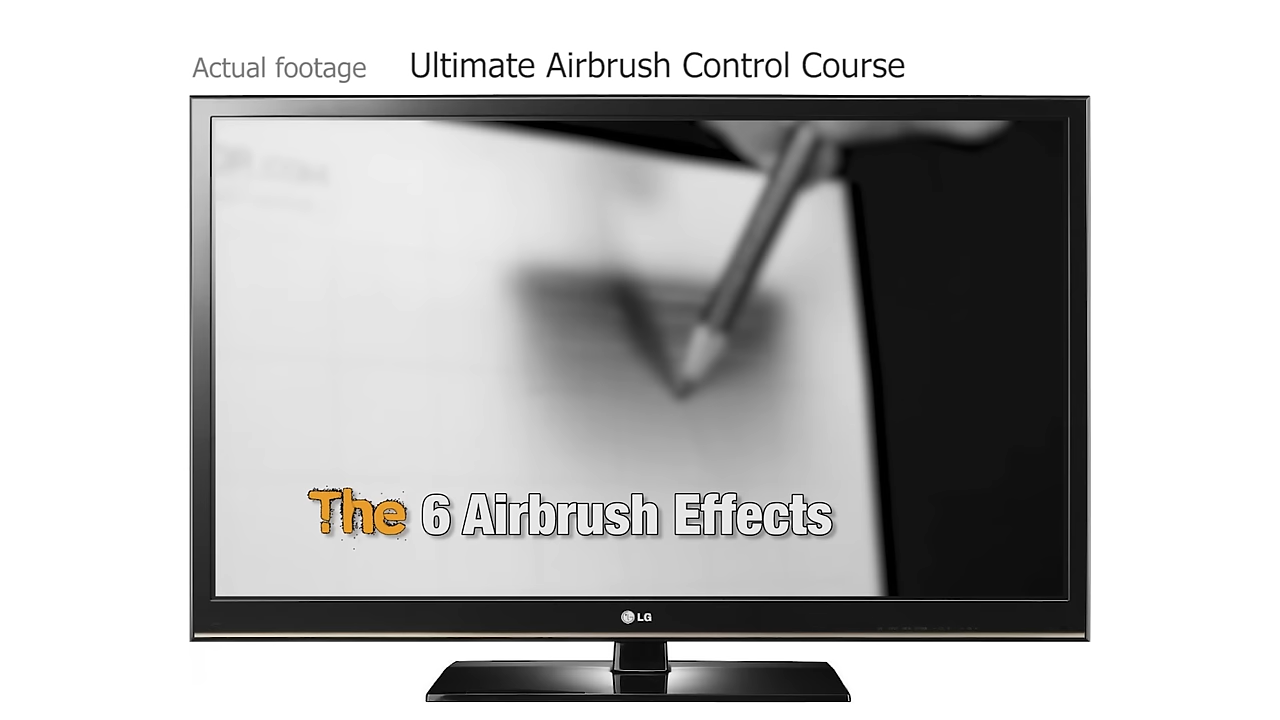 Actual footage Ultimate Airbrush Control Course
The 6 Airbrush Effects
LG